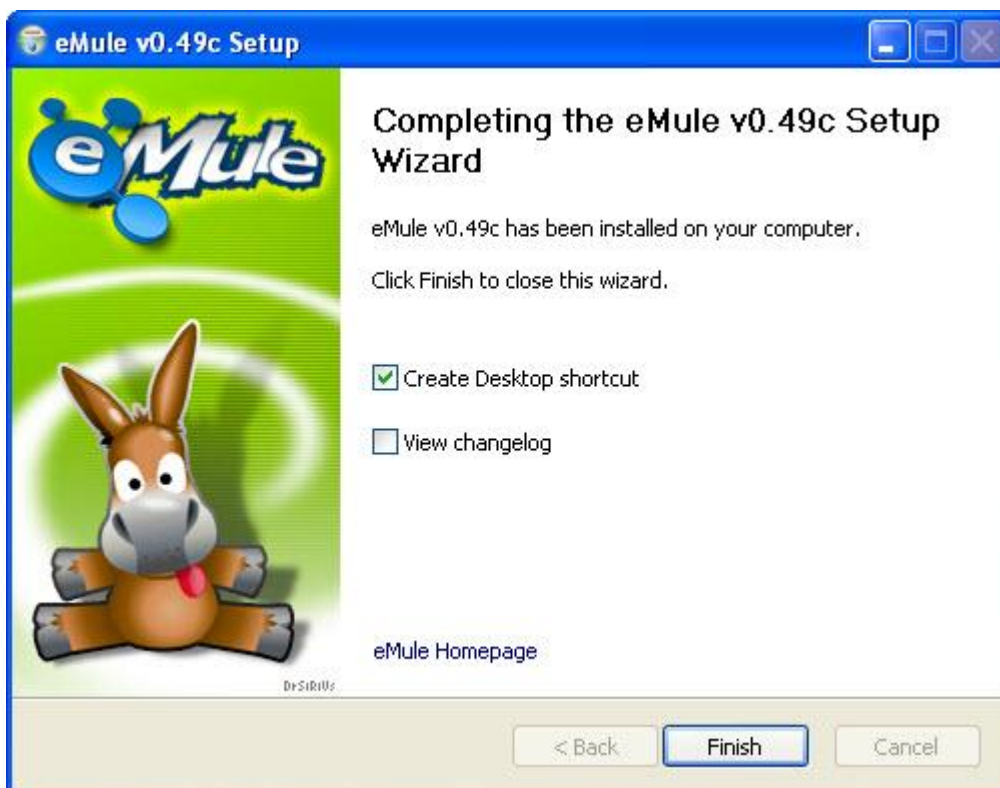 eMule v0.49c Setup
eMule
Completing the eMule v0.49c Setup
Wizard
eMule v0.49c has been installed on your computer.
Click Finish to close this wizard.
Create Desktop shortcut
View changelog
eMule Homepage
DrSiRiUs
< Back
Finish
Cancel